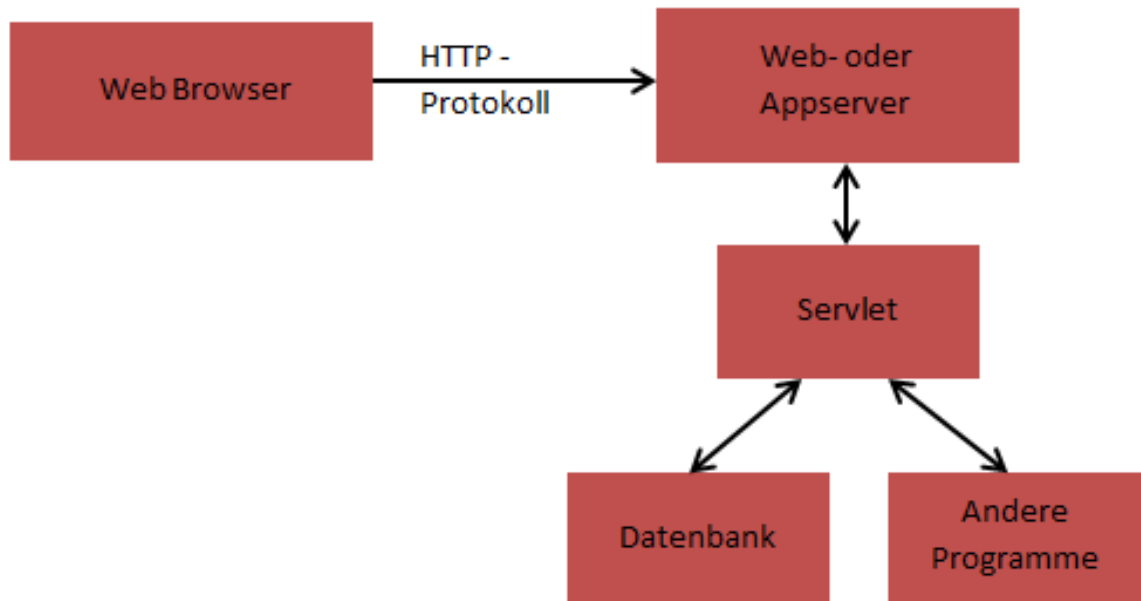 Web Browser
HTTP -
Protokoll
Web- oder
Appserver
Servlet
Datenbank
Andere
Programme